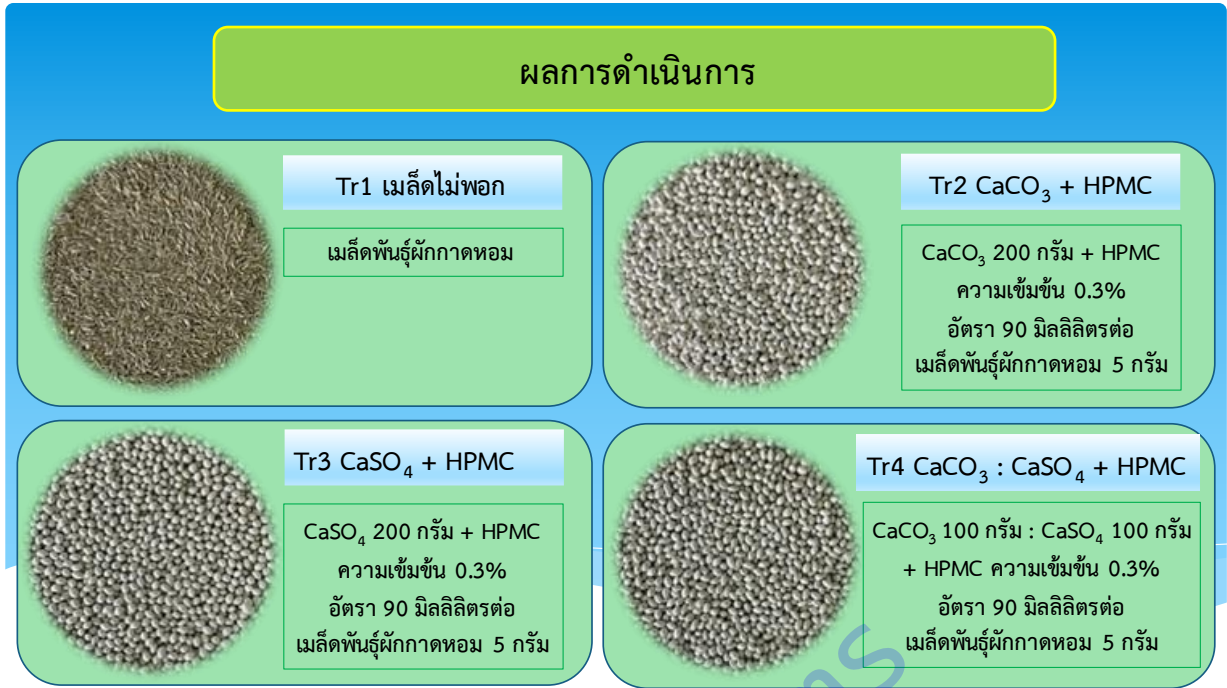 ผลการดำเนินการ
Tr1 เมล็ดไม่พอก
เมล็ดพันธุ์ผักกาดหอม
Tr2 CaCO₃ + HPMC
CaCO₃ 200 กรัม + HPMC
ความเข้มข้น 0.3%
อัตรา 90 มิลลิลิตรต่อ
เมล็ดพันธุ์ผักกาดหอม 5 กรัม
Tr3 CaSO₄ + HPMC
CaSO₄ 200 กรัม + HPMC
ความเข้มข้น 0.3%
อัตรา 90 มิลลิลิตรต่อ
เมล็ดพันธุ์ผักกาดหอม 5 กรัม
Tr4 CaCO₃ : CaSO₄ + HPMC
CaCO₃ 100 กรัม : CaSO₄ 100 กรัม
+ HPMC ความเข้มข้น 0.3%
อัตรา 90 มิลลิลิตรต่อ
เมล็ดพันธุ์ผักกาดหอม 5 กรัม